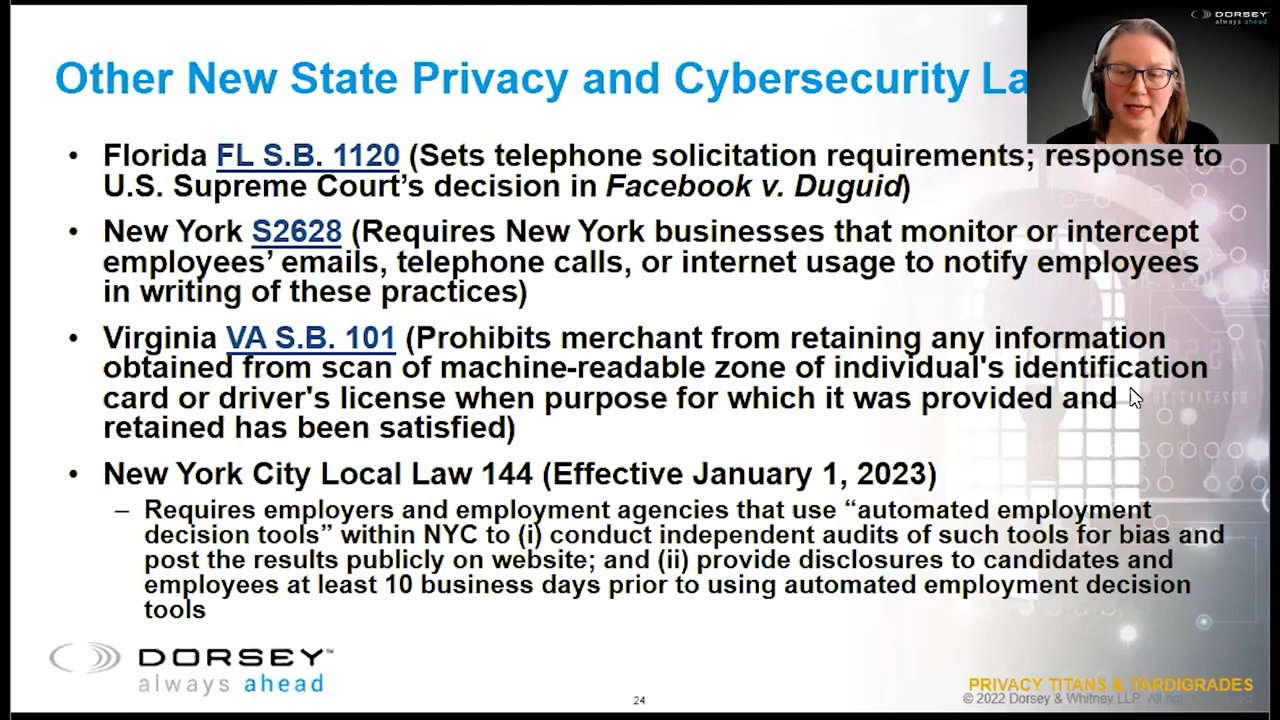 DORSEY
always ahead
Other New State Privacy and Cybersecurity La
• Florida FL S.B. 1120 (Sets telephone solicitation requirements; response to
U.S. Supreme Court’s decision in Facebook v. Duguid)
• New York S2628 (Requires New York businesses that monitor or intercept
employees’ emails, telephone calls, or internet usage to notify employees
in writing of these practices)
• Virginia VA S.B. 101 (Prohibits merchant from retaining any information
obtained from scan of machine-readable zone of individual's identification
card or driver's license when purpose for which it was provided and
retained has been satisfied)
• New York City Local Law 144 (Effective January 1, 2023)
– Requires employers and employment agencies that use “automated employment
decision tools” within NYC to (i) conduct independent audits of such tools for bias and
post the results publicly on website; and (ii) provide disclosures to candidates and
employees at least 10 business days prior to using automated employment decision
tools
DORSEY™
always ahead
24
PRIVACY TITANS & TARDIGRADES
© 2022 Dorsey & Whitney LLP. All rights reserved.